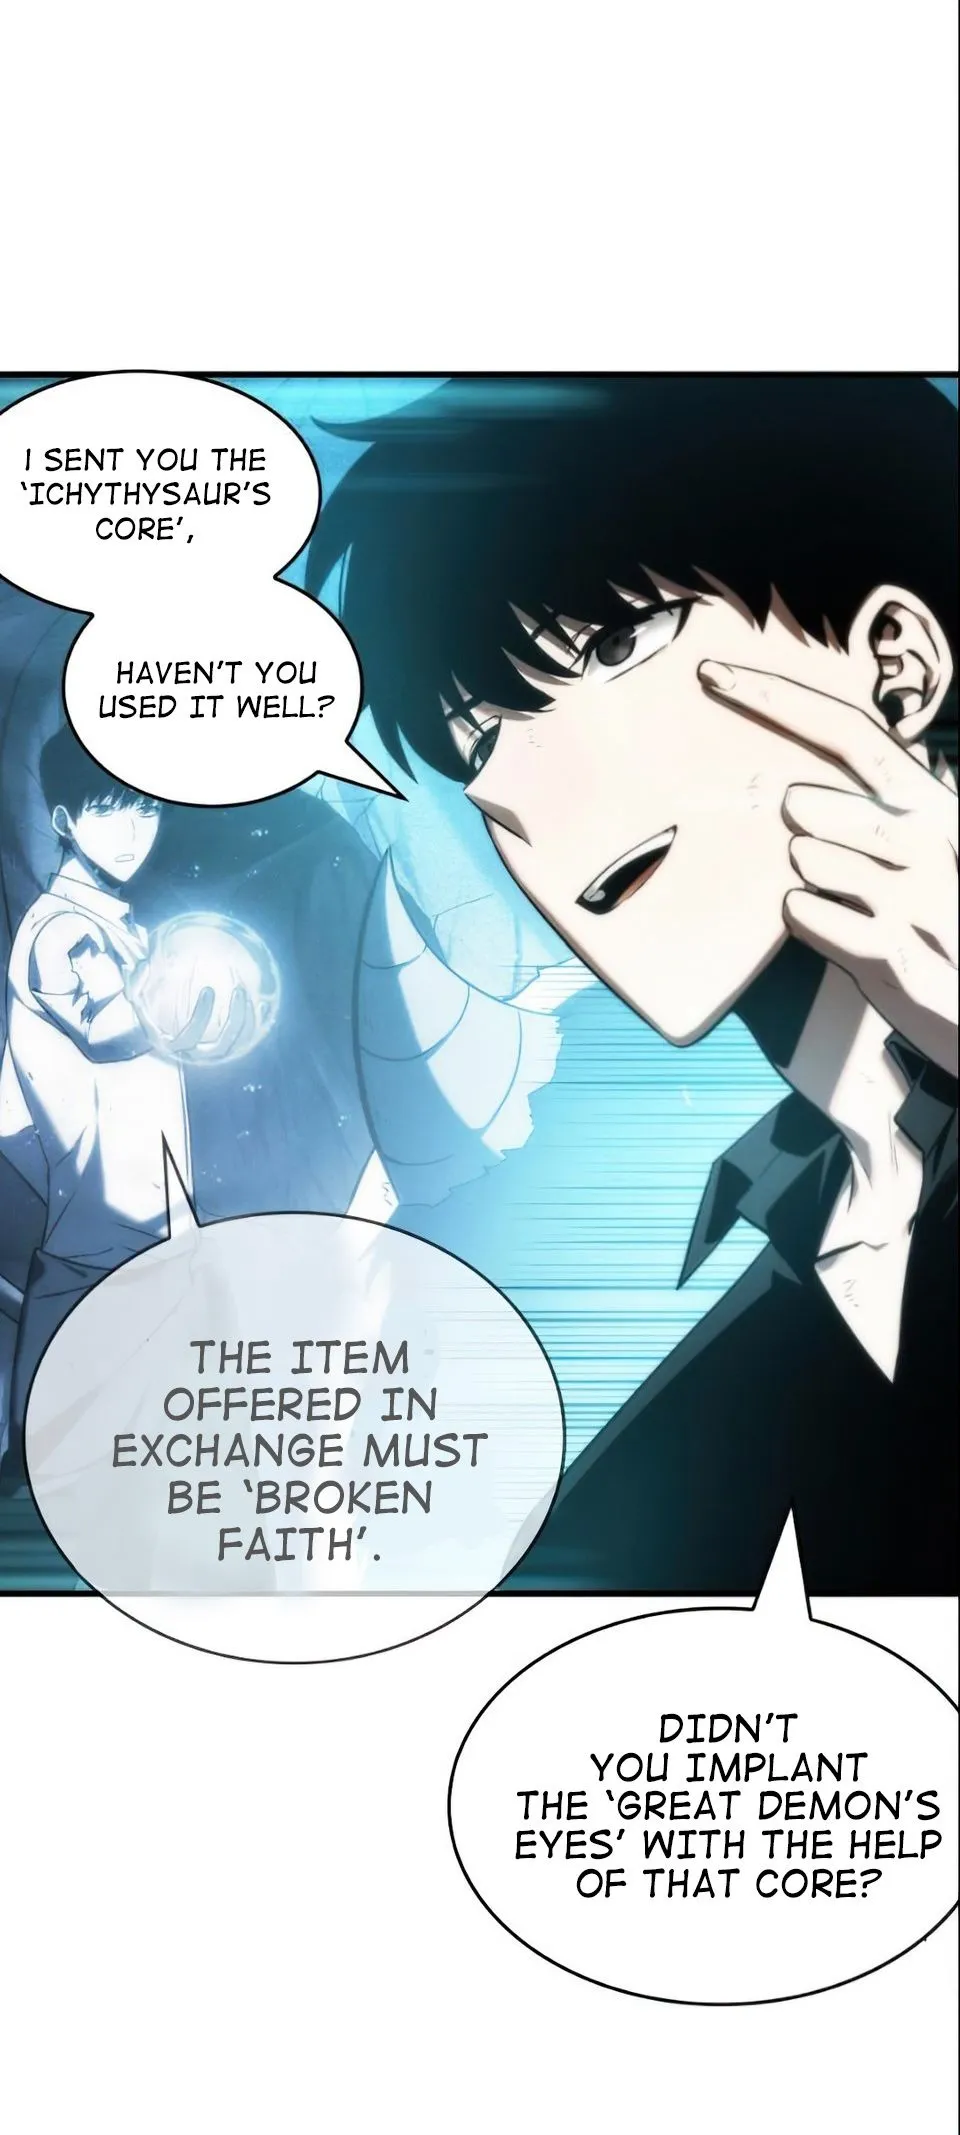 I SENT YOU THE
‘ICHYTHYSAUR’S
CORE’,
HAVEN’T YOU
USED IT WELL?
THE ITEM
OFFERED IN
EXCHANGE MUST
BE ‘BROKEN
FAITH’.
DIDN’T
YOU IMPLANT
THE ‘GREAT DEMON’S
EYES’ WITH THE HELP
OF THAT CORE?